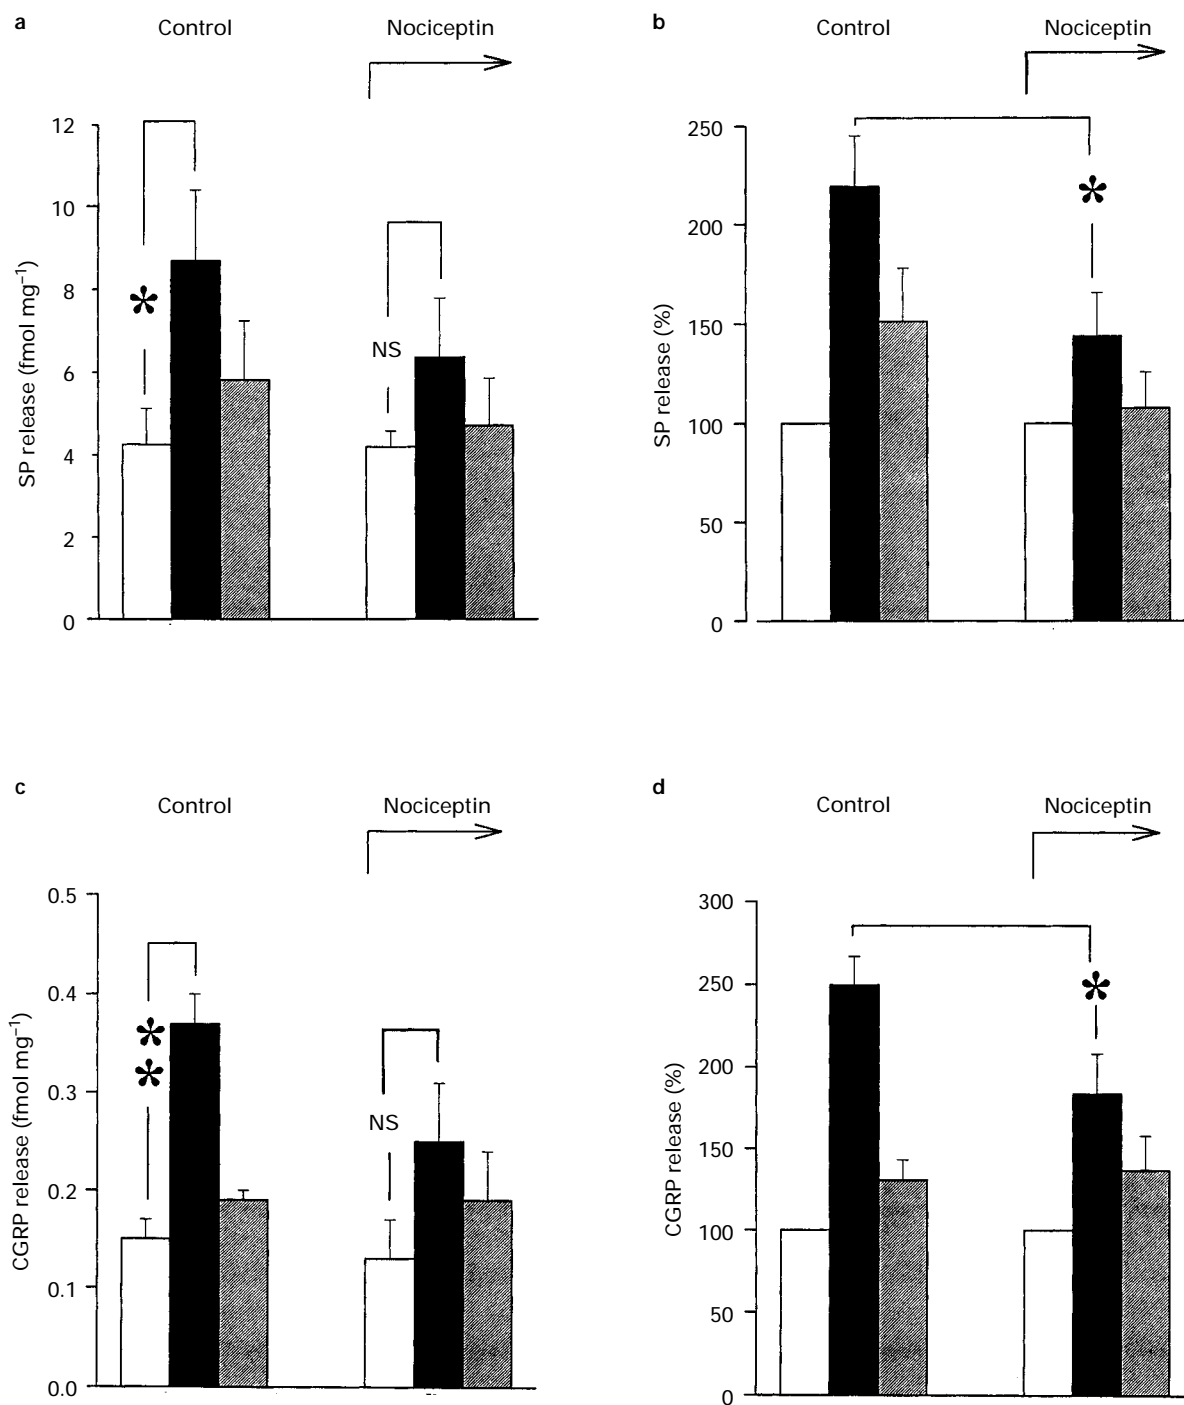 a
Control
Nociceptin
SP release (fmol mg⁻¹)
12
10
8
6
4
2
0
*
NS
b
Control
Nociceptin
SP release (%)
250
200
150
100
50
0
*
c
Control
Nociceptin
CGRP release (fmol mg⁻¹)
0.5
0.4
0.3
0.2
0.1
0.0
*
*
NS
d
Control
Nociceptin
CGRP release (%)
300
250
200
150
100
50
0
*